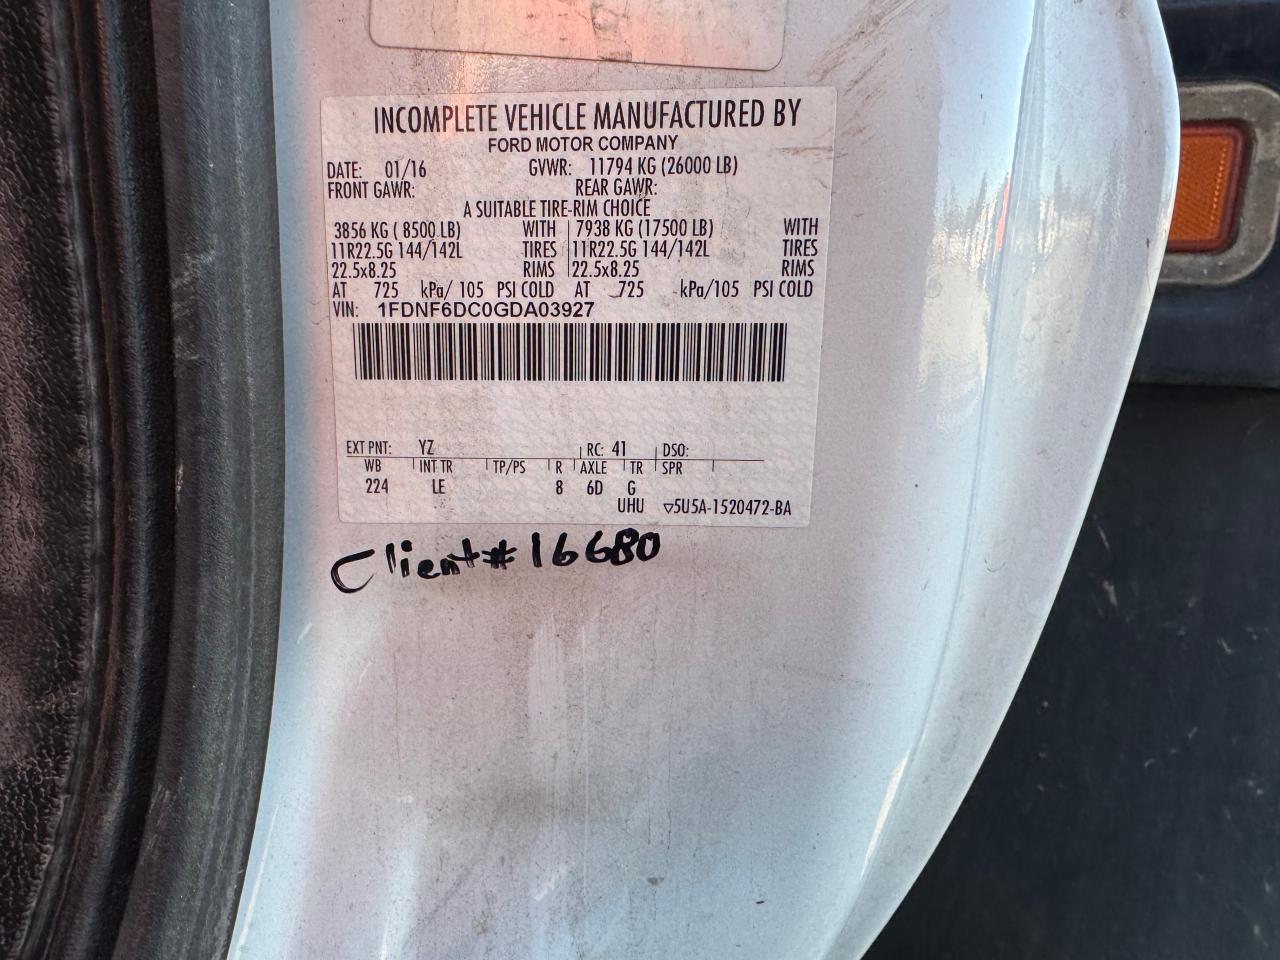 INCOMPLETE VEHICLE MANUFACTURED BY
FORD MOTOR COMPANY
DATE: 01/16 GVWR: 11794 KG (26000 LB)
FRONT GAWR: REAR GAWR:
A SUITABLE TIRE-RIM CHOICE
3856 KG ( 8500 LB) WITH 7938 KG (17500 LB) WITH
11R22.5G 144/142L TIRES 11R22.5G 144/142L TIRES
22.5x8.25 RIMS 22.5x8.25 RIMS
AT 725 kPa/ 105 PSI COLD AT 725 kPa/105 PSI COLD
VIN: 1FDNF6DC0GDA03927
EXT PNT: YZ RC: 41 DSO:
WB INT TR TP/PS R AXLE TR SPR
224 LE 8 6D G
UHU ▽5U5A-1520472-BA
Client# 16680